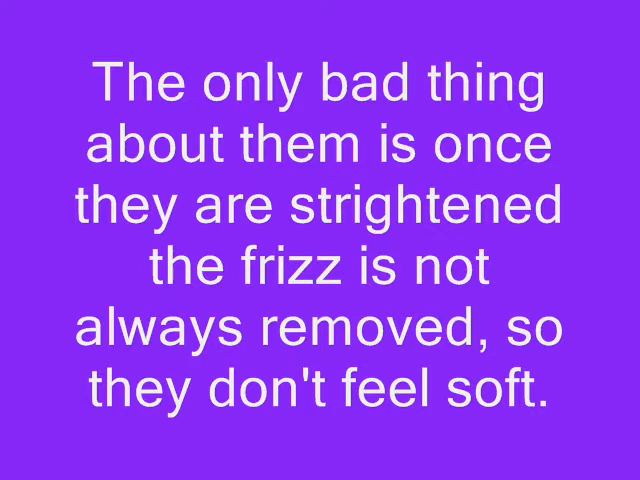 The only bad thing
about them is once
they are strightened
the frizz is not
always removed, so
they don't feel soft.